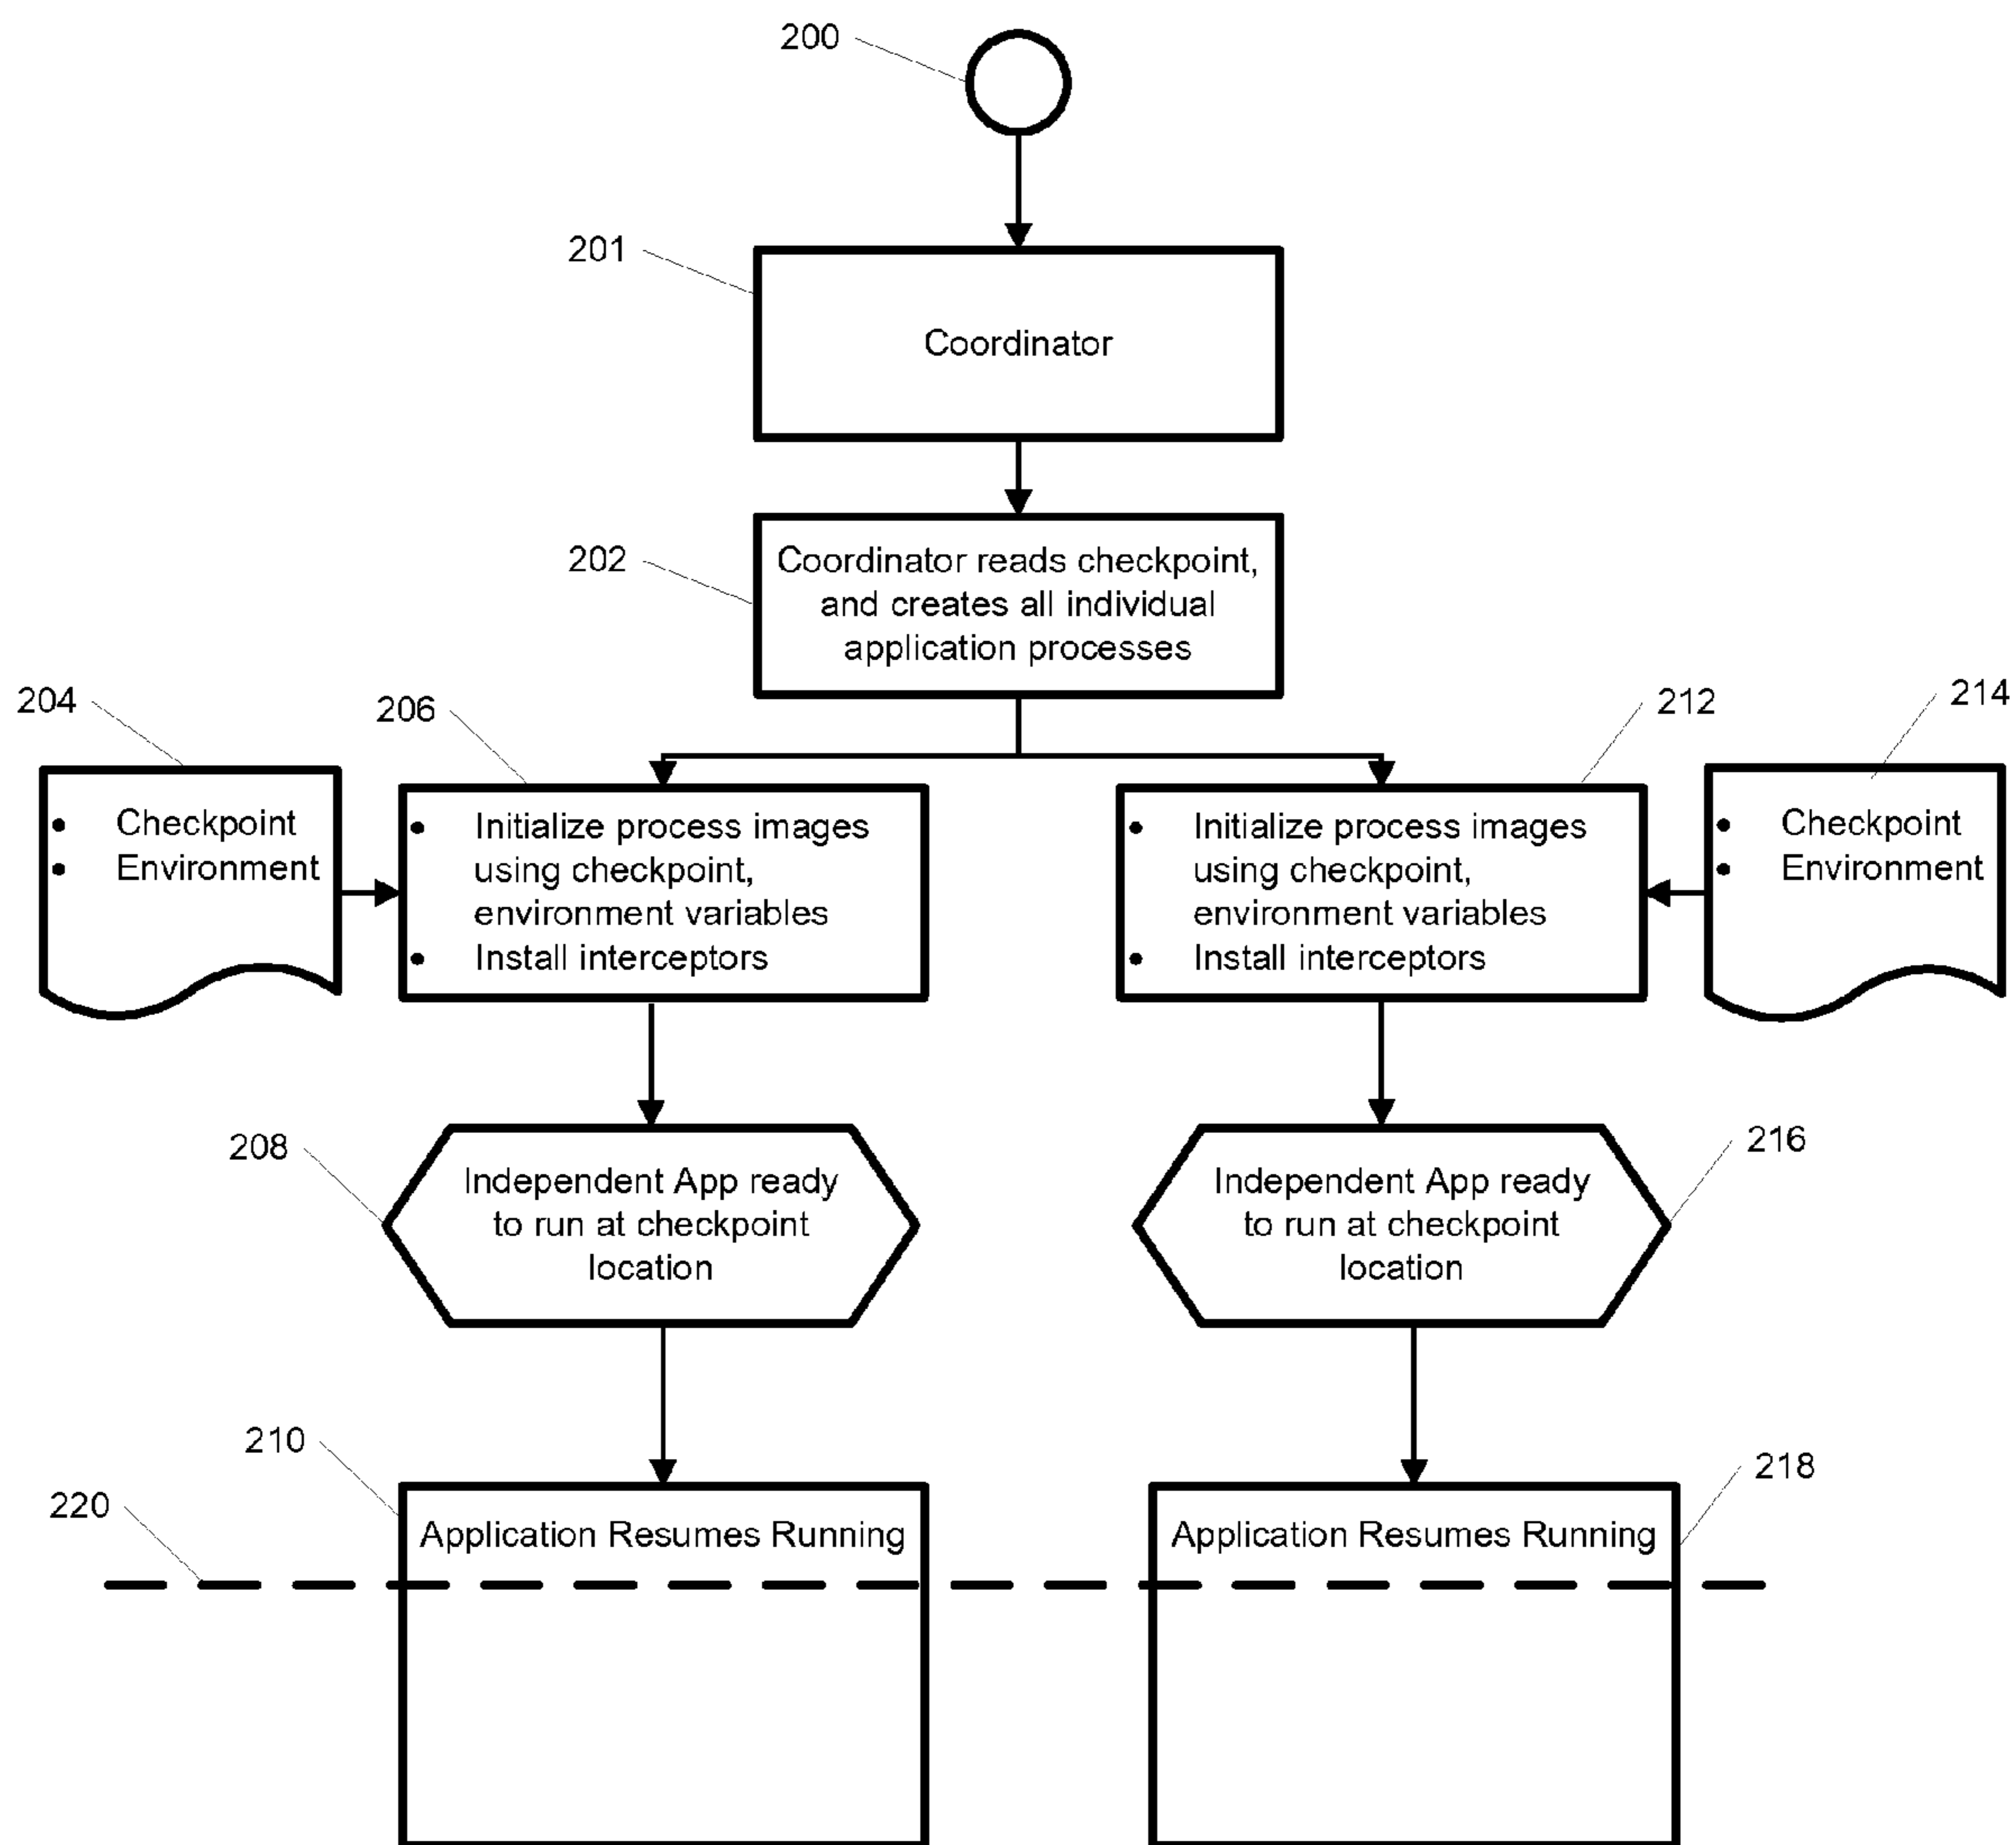 200
201
Coordinator
202
Coordinator reads checkpoint,
and creates all individual
application processes
204
206
212
214
• Checkpoint
• Environment
• Initialize process images
using checkpoint,
environment variables
• Install interceptors
• Initialize process images
using checkpoint,
environment variables
• Install interceptors
• Checkpoint
• Environment
208
Independent App ready
to run at checkpoint
location
Independent App ready
to run at checkpoint
location
216
210
Application Resumes Running
Application Resumes Running
218
220